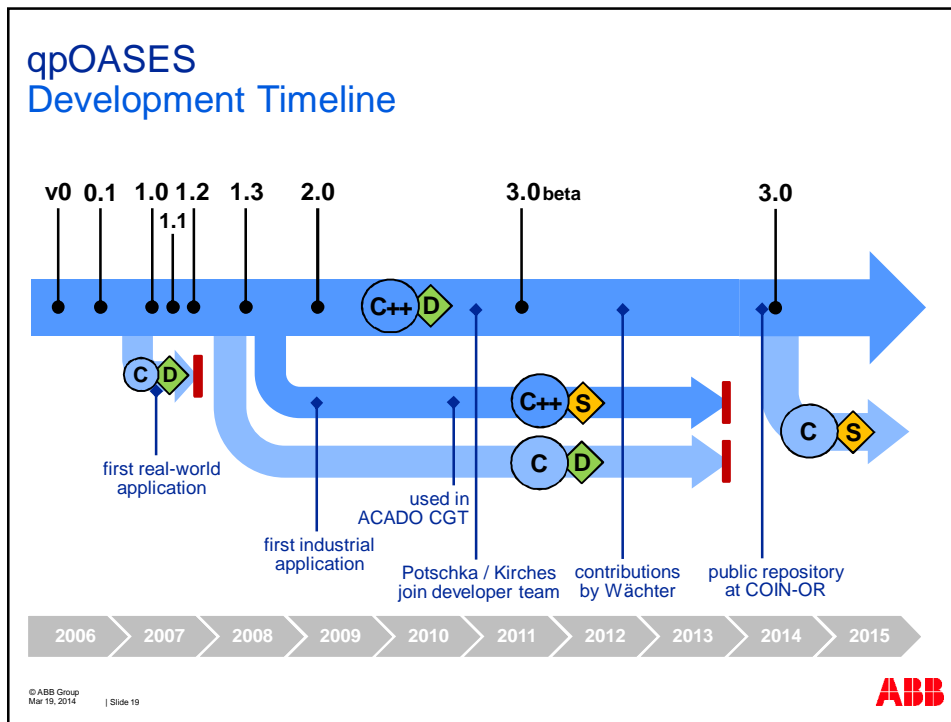 qpOASES
Development Timeline
v0 0.1 1.0 1.2 1.3 2.0 3.0 beta 3.0
1.1
C++ D
C D
C++ S
C S
C D
first real-world
application
used in
ACADO CGT
first industrial
application
Potschka / Kirches
join developer team
contributions
by Wächter
public repository
at COIN-OR
2006 2007 2008 2009 2010 2011 2012 2013 2014 2015
© ABB Group
Mar 19, 2014 | Slide 19
ABB